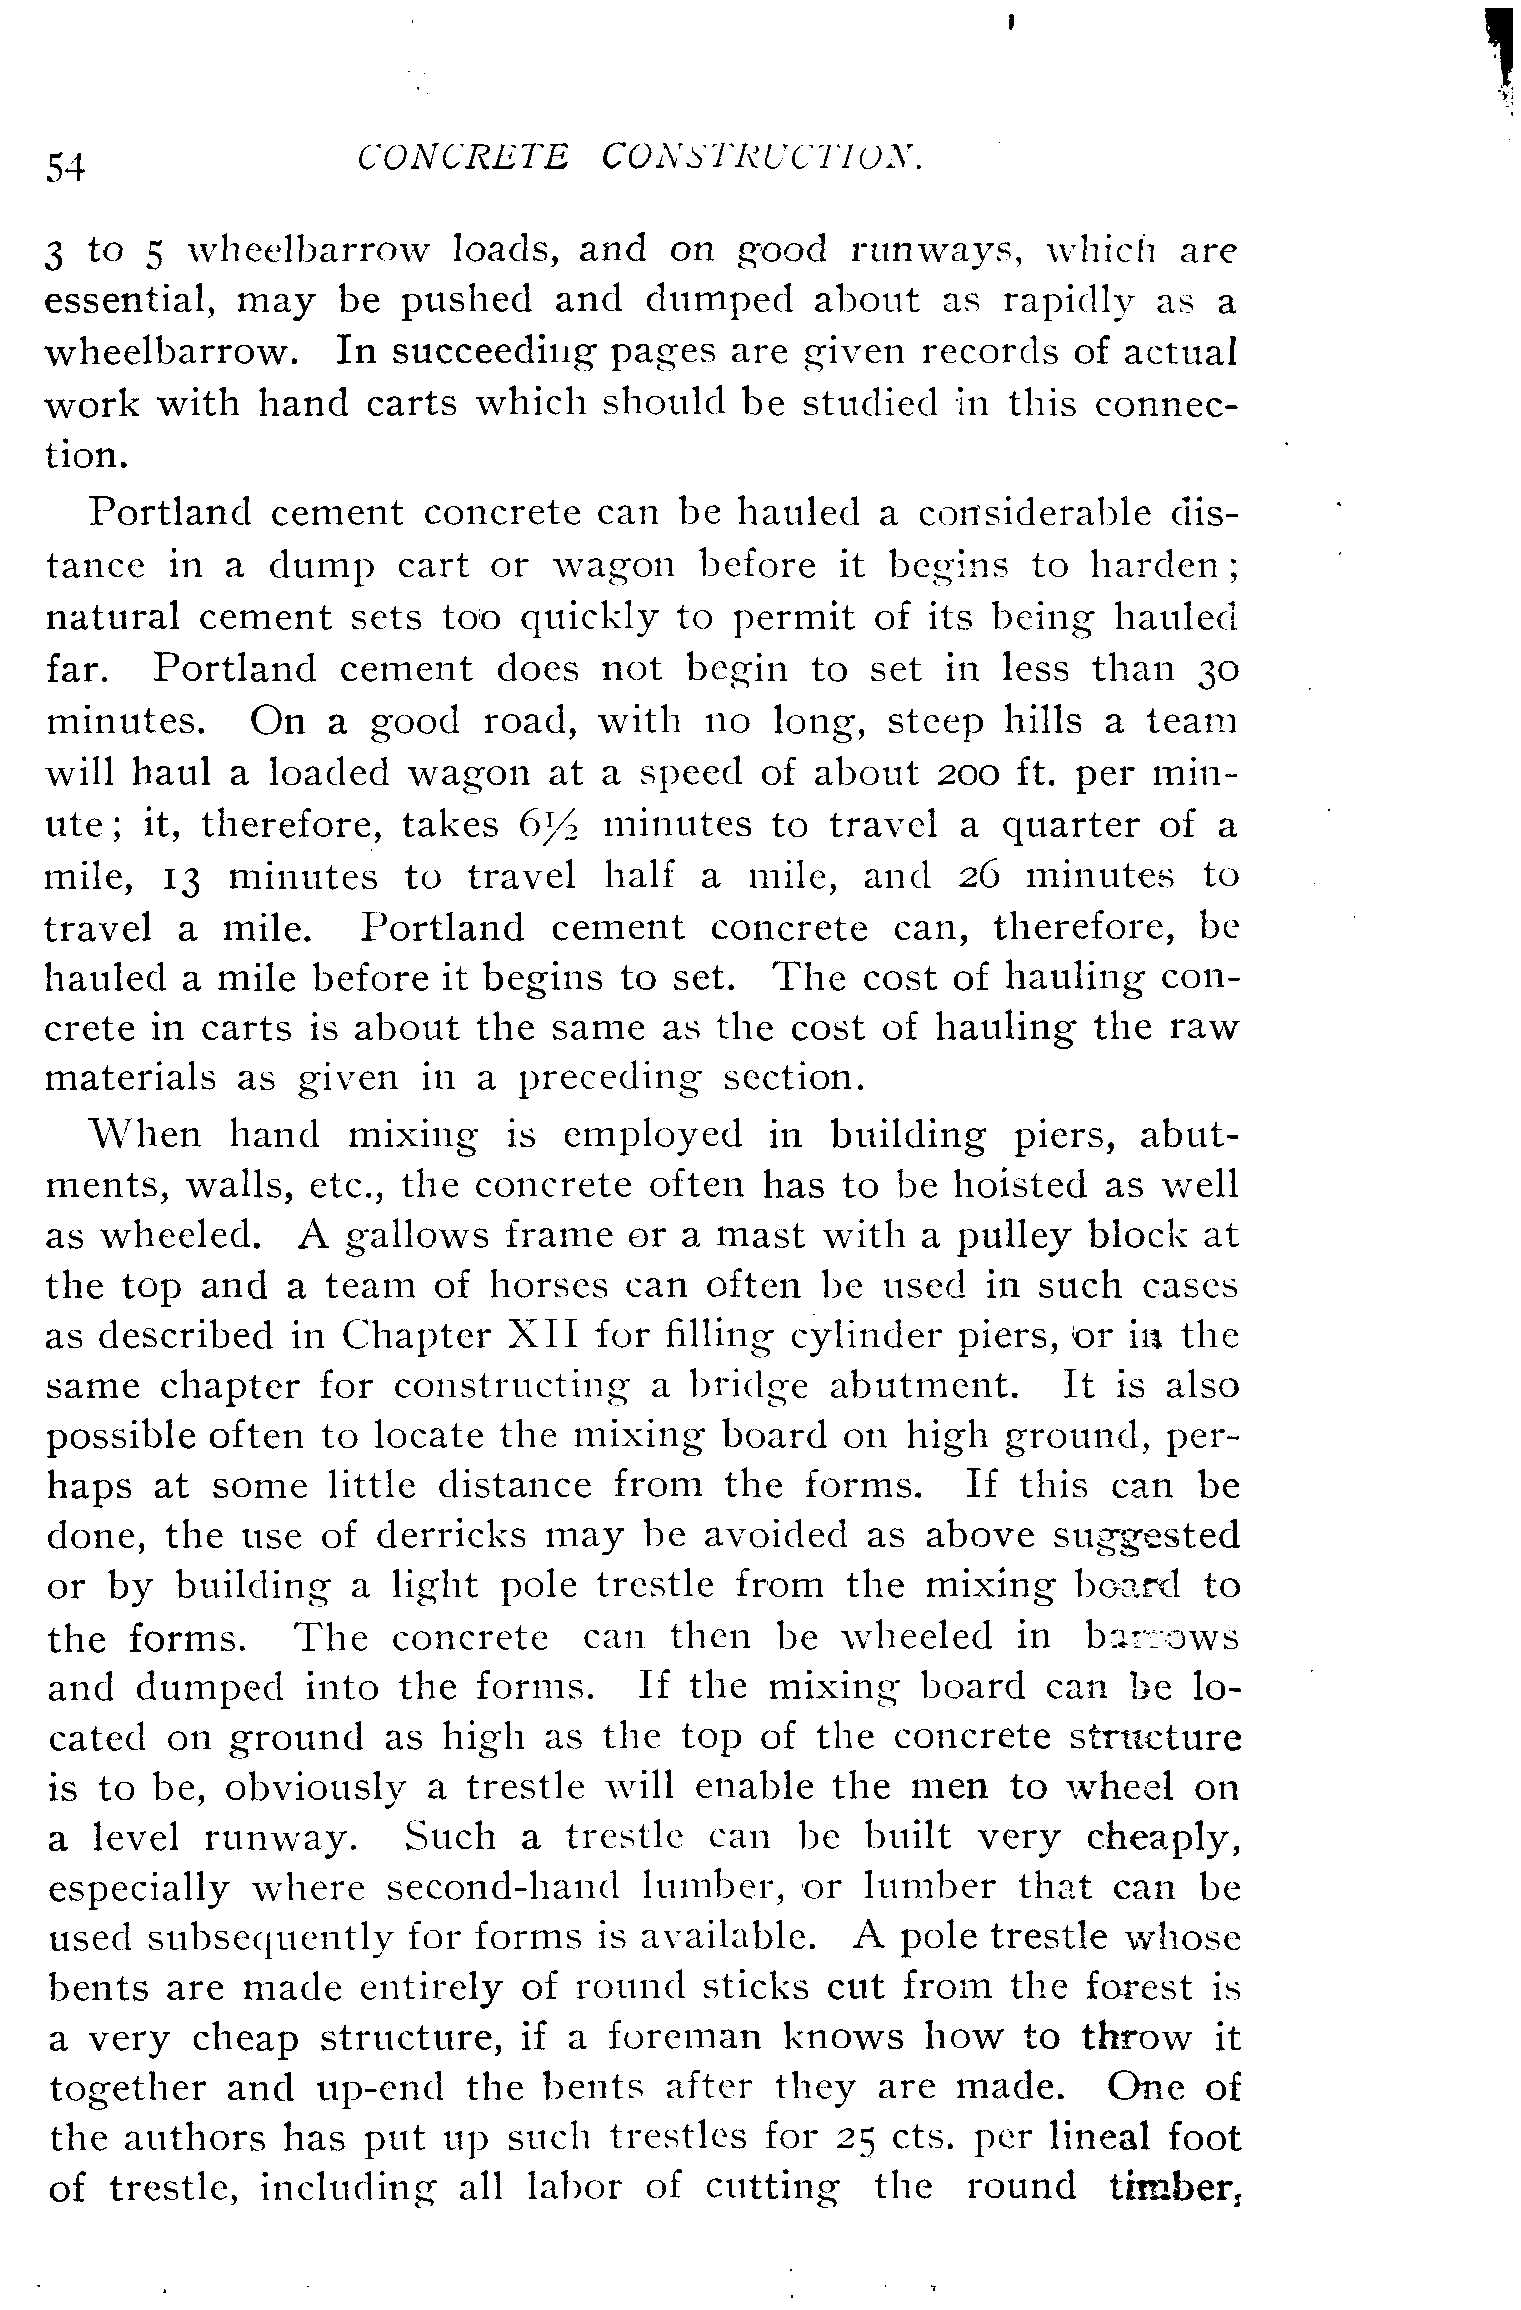 54 CONCRETE CONSTRUCTION.
3 to 5 wheelbarrow loads, and on good runways, which are
essential, may be pushed and dumped about as rapidly as a
wheelbarrow. In succeeding pages are given records of actual
work with hand carts which should be studied in this connec-
tion.
Portland cement concrete can be hauled a considerable dis-
tance in a dump cart or wagon before it begins to harden;
natural cement sets too quickly to permit of its being hauled
far. Portland cement does not begin to set in less than 30
minutes. On a good road, with no long, steep hills a team
will haul a loaded wagon at a speed of about 200 ft. per min-
ute; it, therefore, takes 6½ minutes to travel a quarter of a
mile, 13 minutes to travel half a mile, and 26 minutes to
travel a mile. Portland cement concrete can, therefore, be
hauled a mile before it begins to set. The cost of hauling con-
crete in carts is about the same as the cost of hauling the raw
materials as given in a preceding section.
When hand mixing is employed in building piers, abut-
ments, walls, etc., the concrete often has to be hoisted as well
as wheeled. A gallows frame or a mast with a pulley block at
the top and a team of horses can often be used in such cases
as described in Chapter XII for filling cylinder piers, or in the
same chapter for constructing a bridge abutment. It is also
possible often to locate the mixing board on high ground, per-
haps at some little distance from the forms. If this can be
done, the use of derricks may be avoided as above suggested
or by building a light pole trestle from the mixing board to
the forms. The concrete can then be wheeled in barrows
and dumped into the forms. If the mixing board can be lo-
cated on ground as high as the top of the concrete structure
is to be, obviously a trestle will enable the men to wheel on
a level runway. Such a trestle can be built very cheaply,
especially where second-hand lumber, or lumber that can be
used subsequently for forms is available. A pole trestle whose
bents are made entirely of round sticks cut from the forest is
a very cheap structure, if a foreman knows how to throw it
together and up-end the bents after they are made. One of
the authors has put up such trestles for 25 cts. per lineal foot
of trestle, including all labor of cutting the round timber,